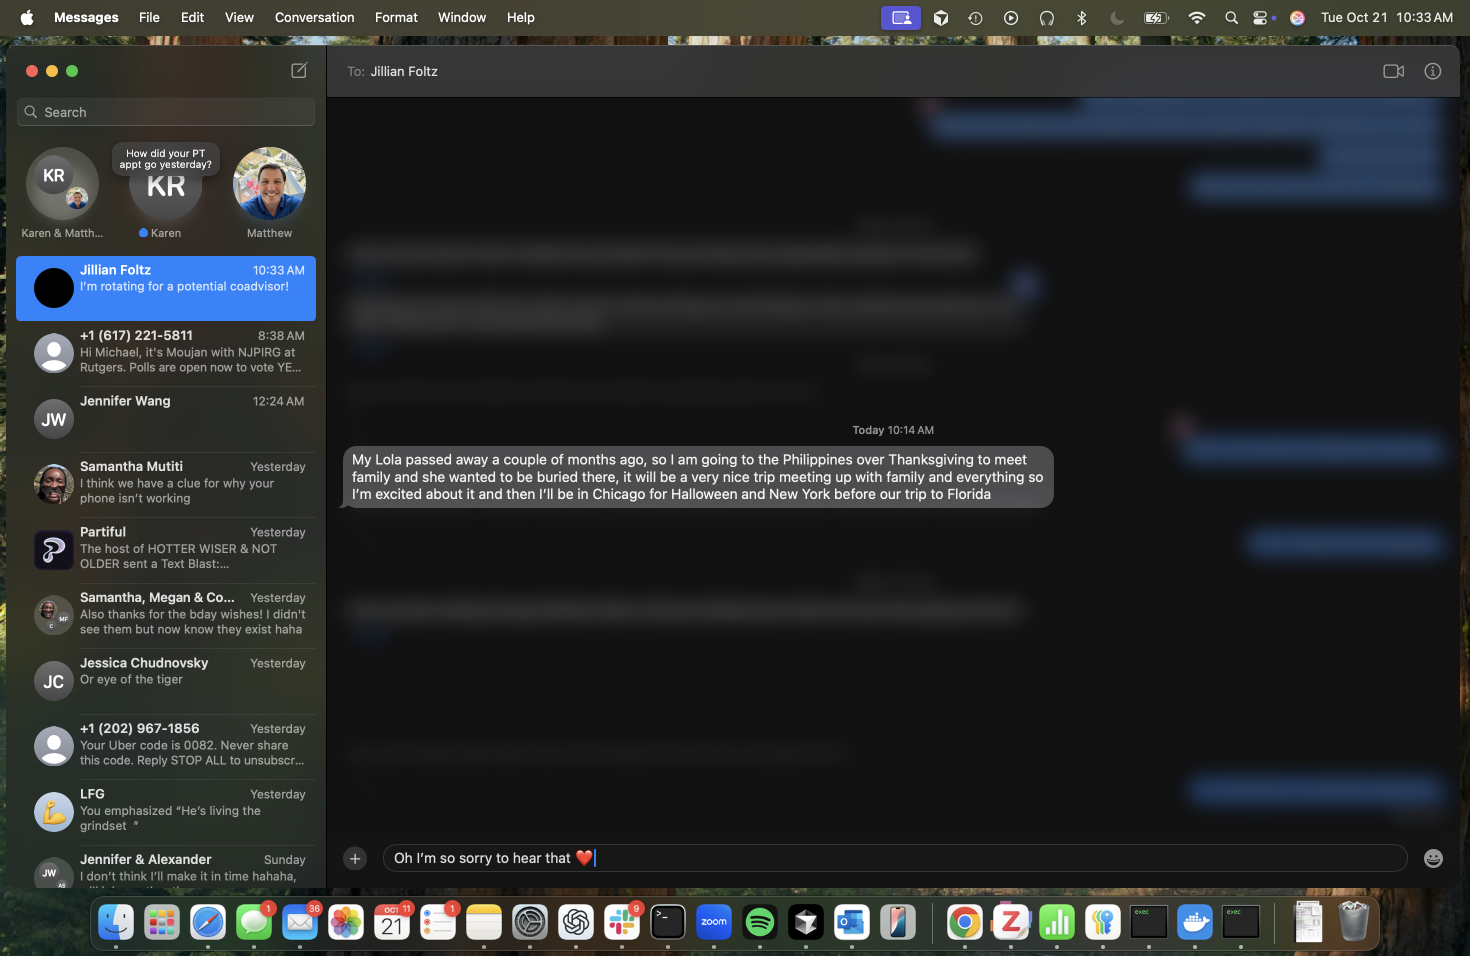 Messages File Edit View Conversation Format Window Help
Tue Oct 21 10:33 AM
To: Jillian Foltz
Search
How did your PT
appt go yesterday?
KR
KR
Karen & Matth...
Karen
Matthew
Jillian Foltz 10:33 AM
I'm rotating for a potential coadvisor!
+1 (617) 221-5811 8:38 AM
Hi Michael, it's Moujan with NJPIRG at
Rutgers. Polls are open now to vote YE...
JW
Jennifer Wang 12:24 AM
Samantha Mutiti Yesterday
I think we have a clue for why your
phone isn't working
Partiful Yesterday
The host of HOTTER WISER & NOT
OLDER sent a Text Blast:...
Samantha, Megan & Co... Yesterday
MF
C
Also thanks for the bday wishes! I didn't
see them but now know they exist haha
JC
Jessica Chudnovsky Yesterday
Or eye of the tiger
+1 (202) 967-1856 Yesterday
Your Uber code is 0082. Never share
this code. Reply STOP ALL to unsubscr...
LFG Yesterday
You emphasized “He's living the
grindset ”
Jennifer & Alexander Sunday
JW
AS
I don't think I'll make it in time hahaha,
Today 10:14 AM
My Lola passed away a couple of months ago, so I am going to the Philippines over Thanksgiving to meet
family and she wanted to be buried there, it will be a very nice trip meeting up with family and everything so
I'm excited about it and then I'll be in Chicago for Halloween and New York before our trip to Florida
Oh I'm so sorry to hear that ❤️
1
36
OCT 11
21
1
9
zoom
exec
exec